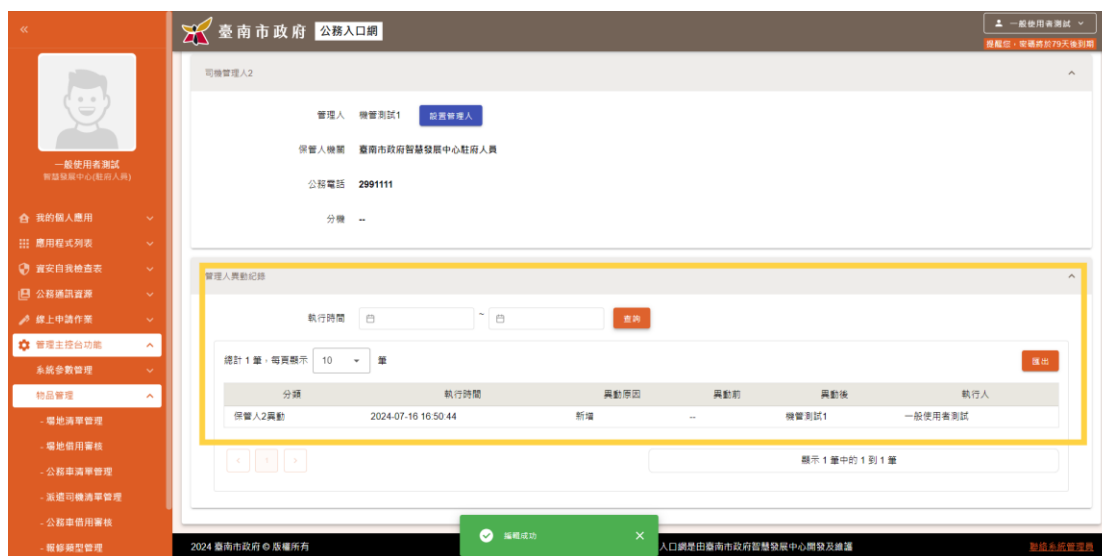 «
臺南市政府 公務入口網
一般使用者測試
提醒您，密碼將於79天後到期
一般使用者測試
智慧發展中心(駐府人員)
我的個人應用
應用程式列表
資安自我檢查表
公務通訊資源
線上申請作業
管理主控台功能
系統參數管理
物品管理
- 場地清單管理
- 場地借用審核
- 公務車清單管理
- 派遣司機清單管理
- 公務車借用審核
- 報修類型管理
司機管理人2
管理人 機管測試1 設置管理人
保管人機關 臺南市政府智慧發展中心駐府人員
公務電話 2991111
分機 --
管理人異動紀錄
執行時間 ~ 查詢
總計 1 筆，每頁顯示 10 筆
匯出
分類 執行時間 異動原因 異動前 異動後 執行人
保管人2異動 2024-07-16 16:50:44 新增 -- 機管測試1 一般使用者測試
‹ 1 ›
顯示 1 筆中的 1 到 1 筆
編輯成功 ×
2024 臺南市政府 © 版權所有
入口網是由臺南市政府智慧發展中心開發及維護
聯絡系統管理員